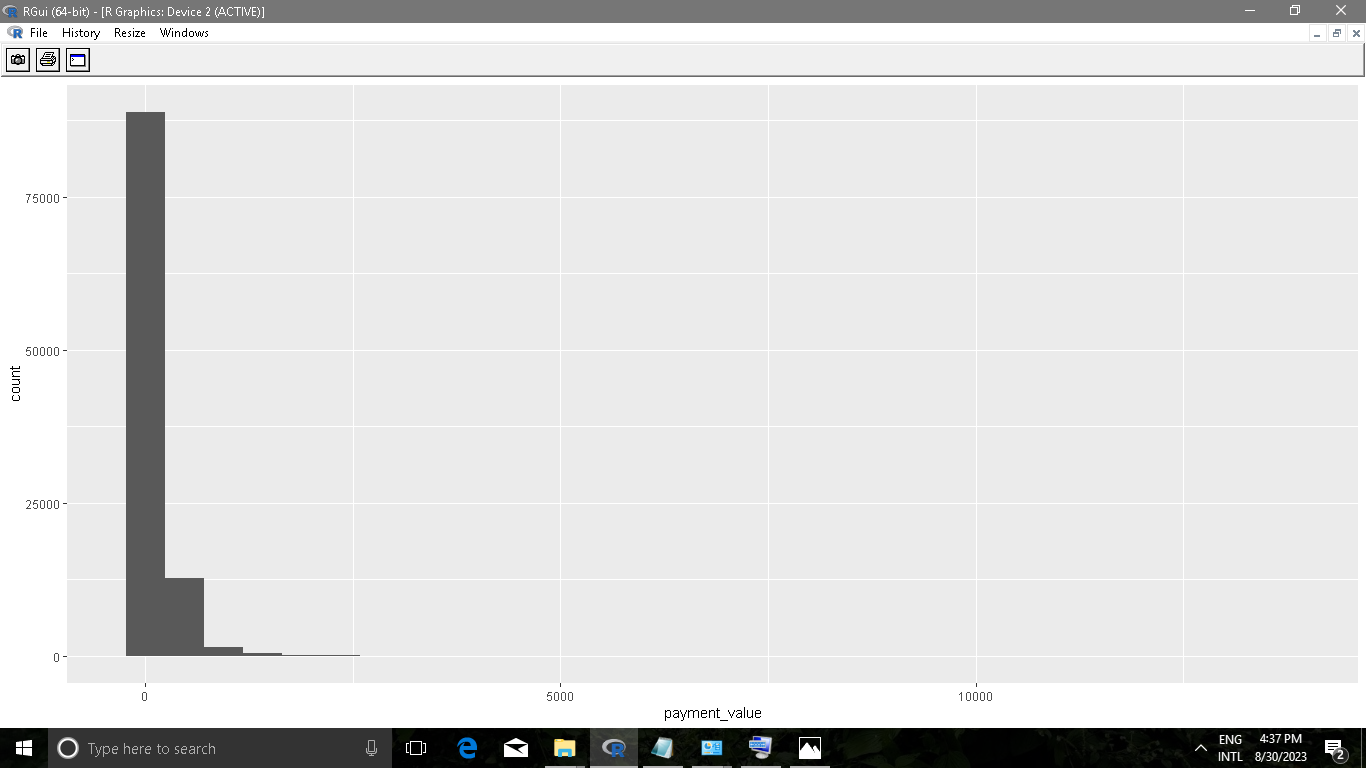 RGui (64-bit) - [R Graphics: Device 2 (ACTIVE)]
File History Resize Windows
75000
50000
25000
0
count
0 5000 10000
payment_value
Type here to search
ENG 4:37 PM
INTL 8/30/2023 2